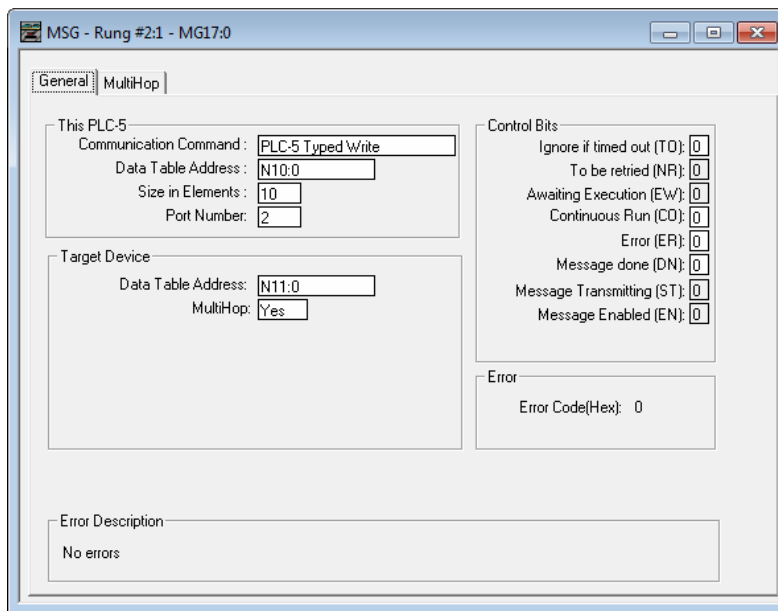 MSG - Rung #2:1 - MG17:0
General MultiHop
This PLC-5
Communication Command : PLC-5 Typed Write
Data Table Address : N10:0
Size in Elements : 10
Port Number: 2
Target Device
Data Table Address: N11:0
MultiHop: Yes
Control Bits
Ignore if timed out (TO): 0
To be retried (NR): 0
Awaiting Execution (EW): 0
Continuous Run (CO): 0
Error (ER): 0
Message done (DN): 0
Message Transmitting (ST): 0
Message Enabled (EN): 0
Error
Error Code(Hex): 0
Error Description
No errors